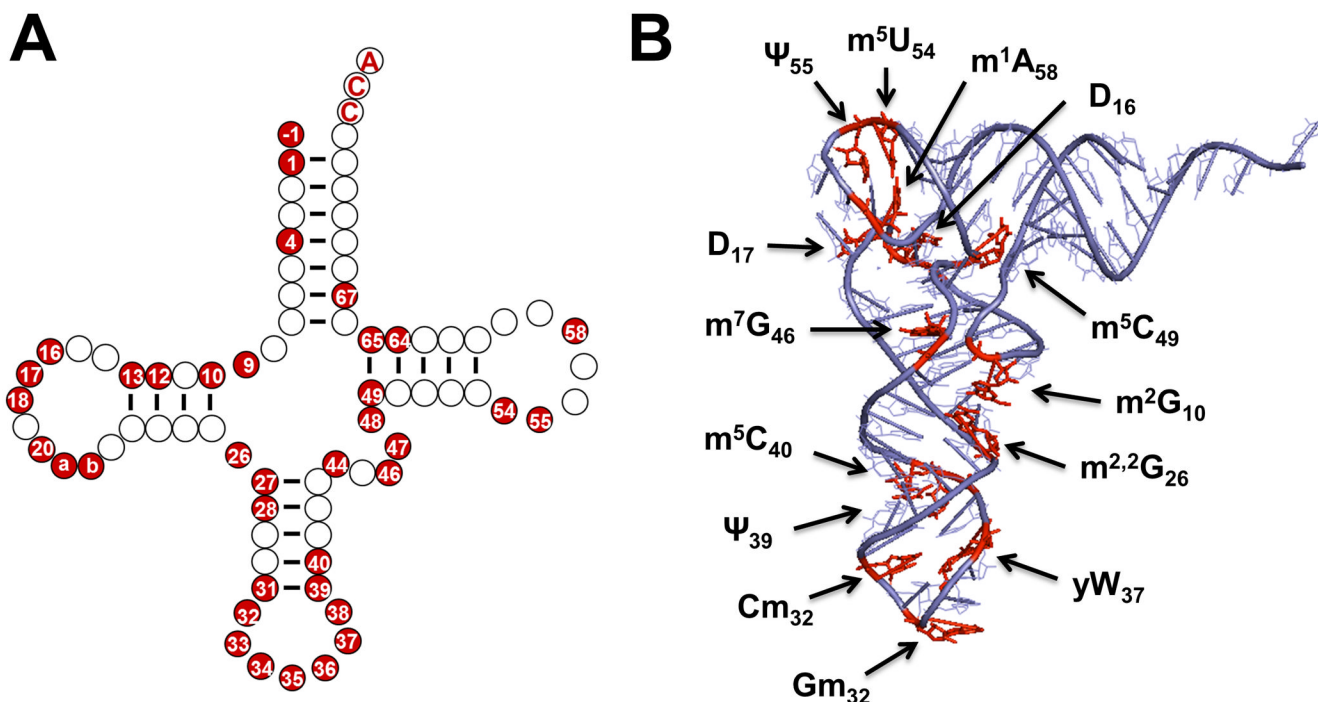 A
A
C
C
-1
1
4
67
65 64
58
16
17
18
13 12 10
9
49
48
54 55
20
a b
26
47
46
44
27
28
40
31 39
32
33
34
35
36
37
38
B
Ψ55
m5U54
m1A58
D16
D17
m7G46
m5C49
m2G10
m5C40
m2,2G26
Ψ39
yW37
Cm32
Gm32